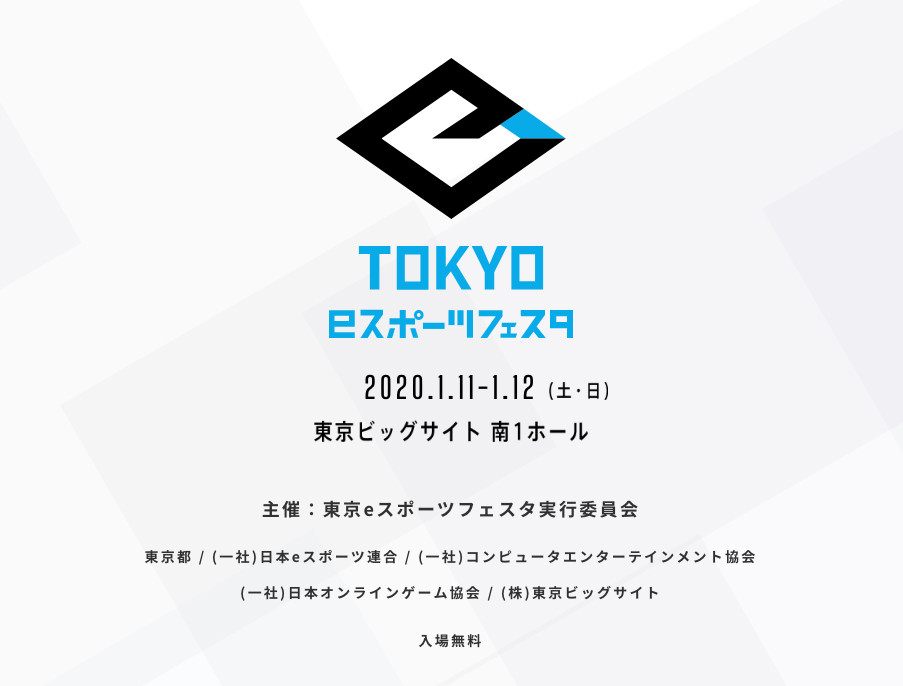 TOKYO
eスポーツフェスタ
2020.1.11-1.12 (土・日)
東京ビッグサイト 南1ホール
主催：東京eスポーツフェスタ実行委員会
東京都 / (一社)日本eスポーツ連合 / (一社)コンピュータエンターテインメント協会
(一社)日本オンラインゲーム協会 / (株)東京ビッグサイト
入場無料